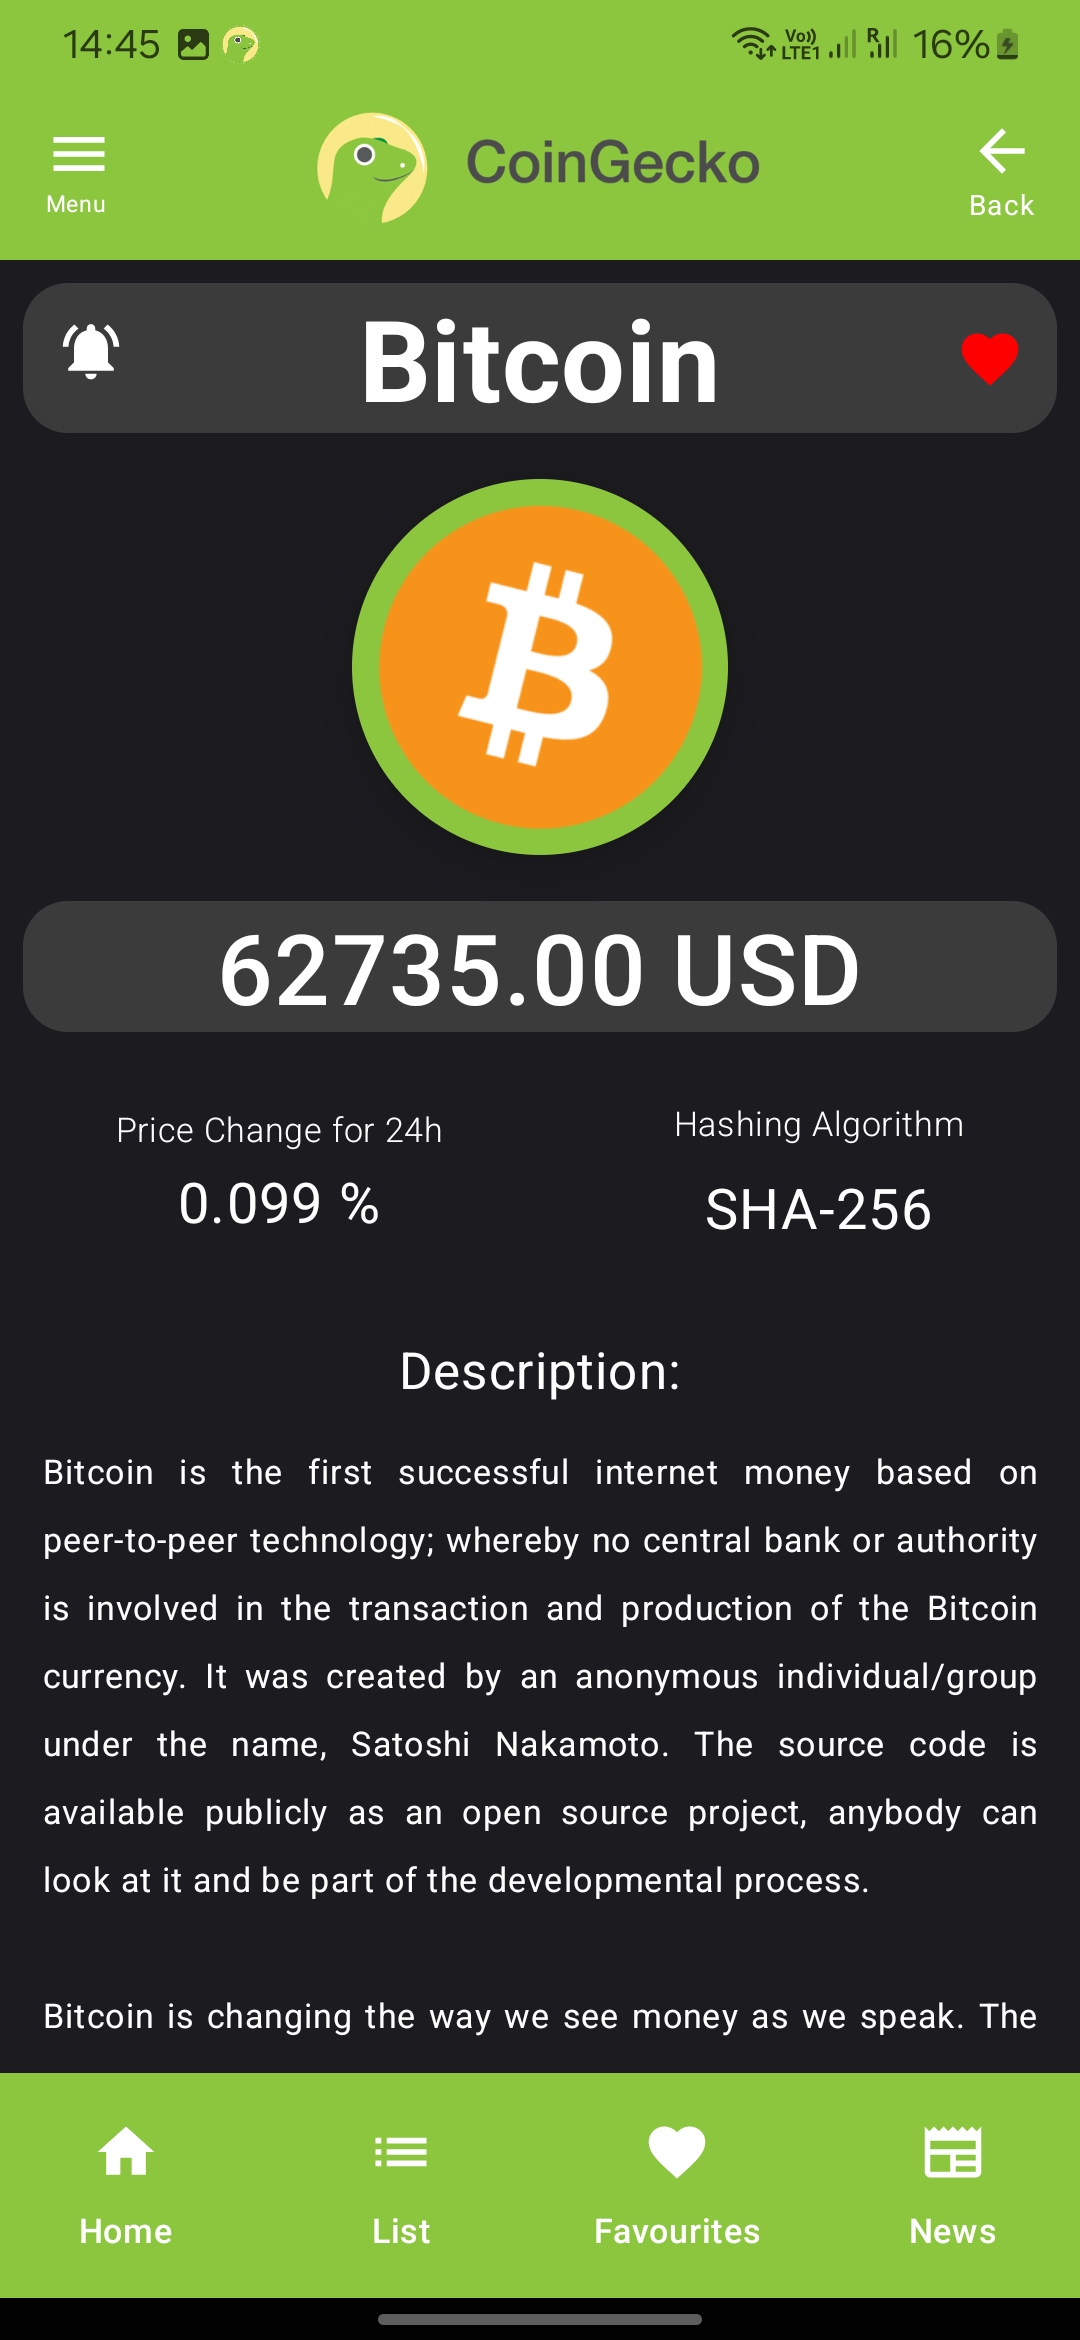 14:45 Vo)) LTE1 R 16%
Menu CoinGecko Back
Bitcoin
62735.00 USD
Price Change for 24h Hashing Algorithm
0.099 % SHA-256
Description:
Bitcoin is the first successful internet money based on
peer-to-peer technology; whereby no central bank or authority
is involved in the transaction and production of the Bitcoin
currency. It was created by an anonymous individual/group
under the name, Satoshi Nakamoto. The source code is
available publicly as an open source project, anybody can
look at it and be part of the developmental process.
Bitcoin is changing the way we see money as we speak. The
Home List Favourites News